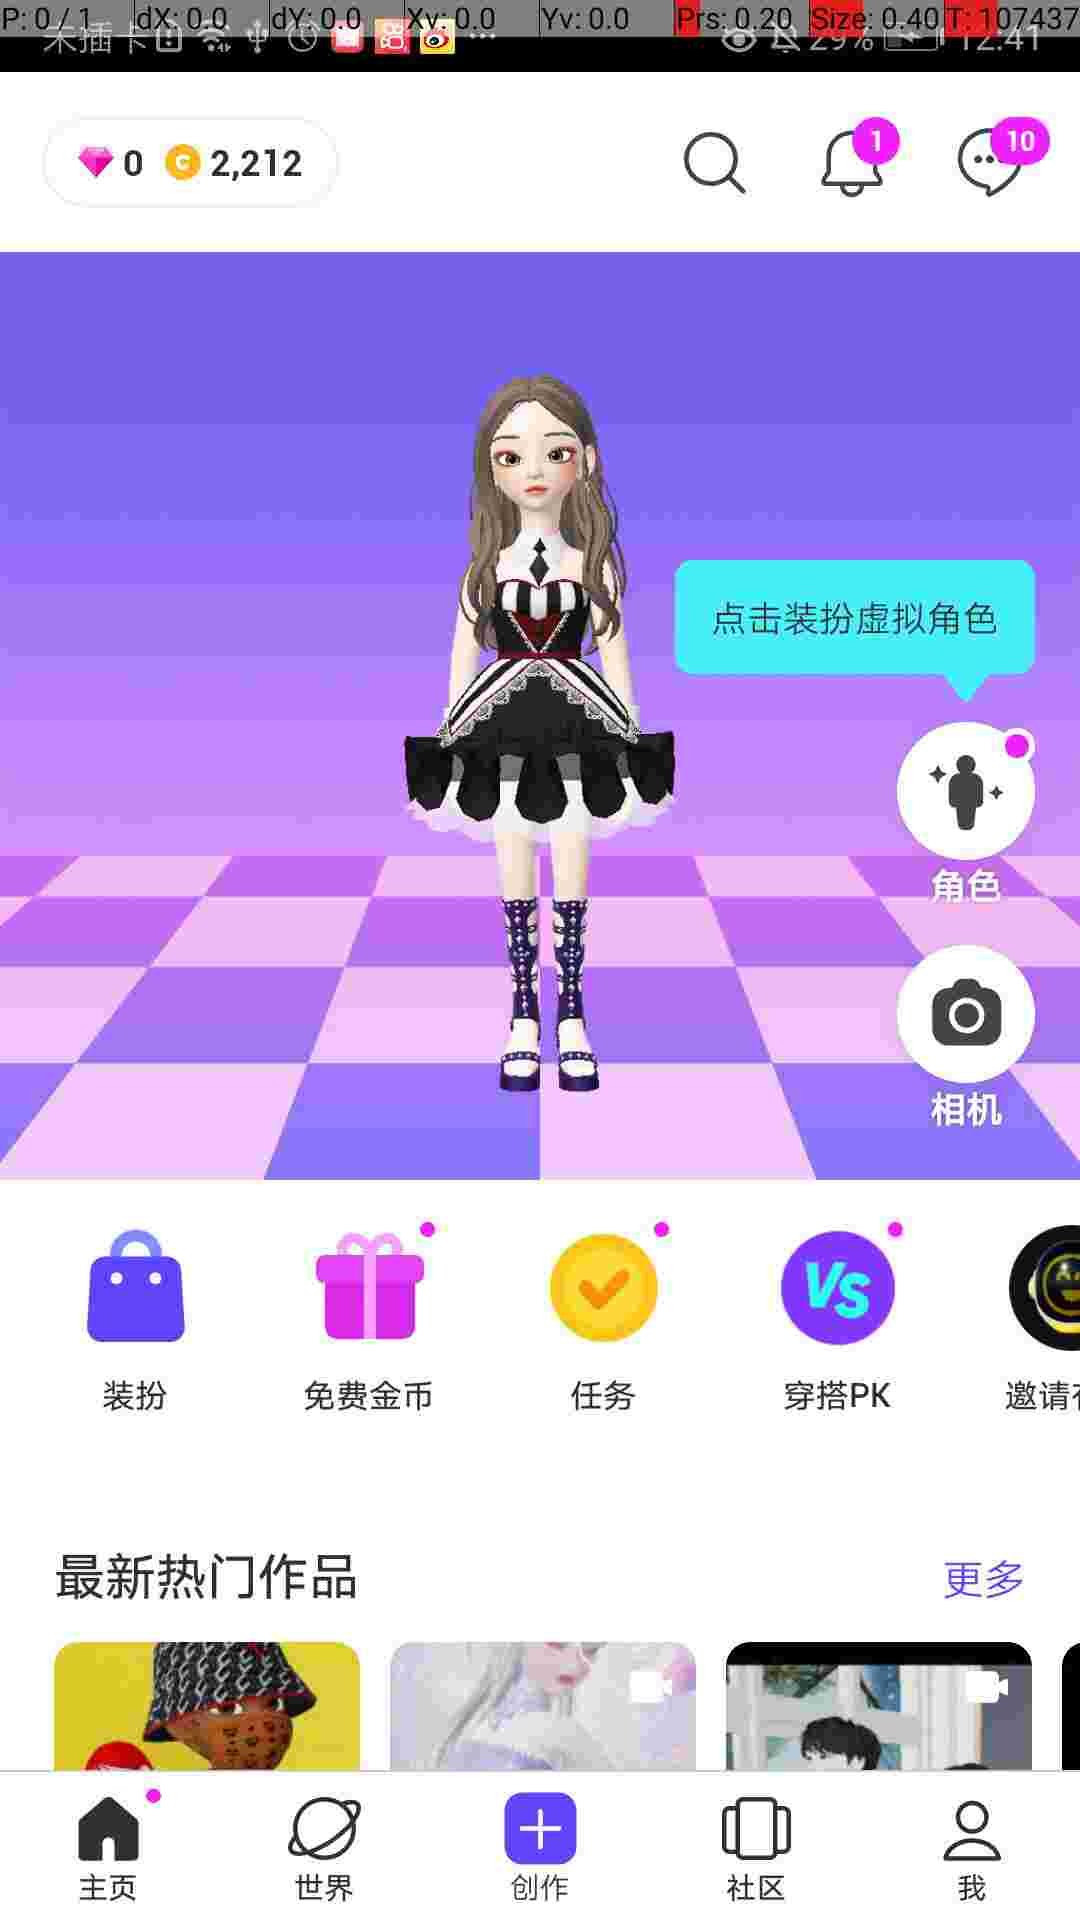 P: 0 / 1 dX: 0.0 dY: 0.0 Xv: 0.0 Yv: 0.0 Prs: 0.20 Size: 0.40 T: 107437
未插卡 29% 12:41
0 2,212
1
10
点击装扮虚拟角色
角色
相机
装扮 免费金币 任务 穿搭PK 邀请
VS
最新热门作品 更多
主页 世界 创作 社区 我